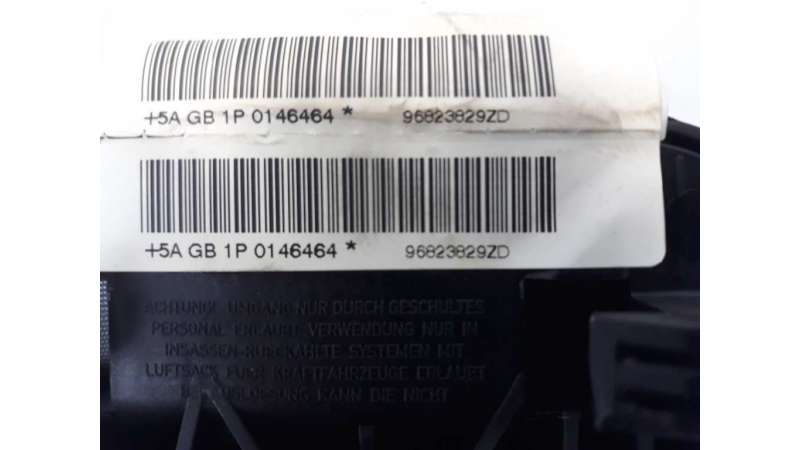 +5A GB 1P 0146464 * 96823829ZD
+5A GB 1P 0146464 * 96823829ZD
ACHTUNG! UMGANG NUR DURCH GESCHULTES
PERSONAL ERLAUBT VERWENDUNG NUR IN
INSASSEN SYSTEMEN MIT
LUFTSACK FUER KRAFTFAHRZEUGE ERLAUBT
KANN DIE NICHT